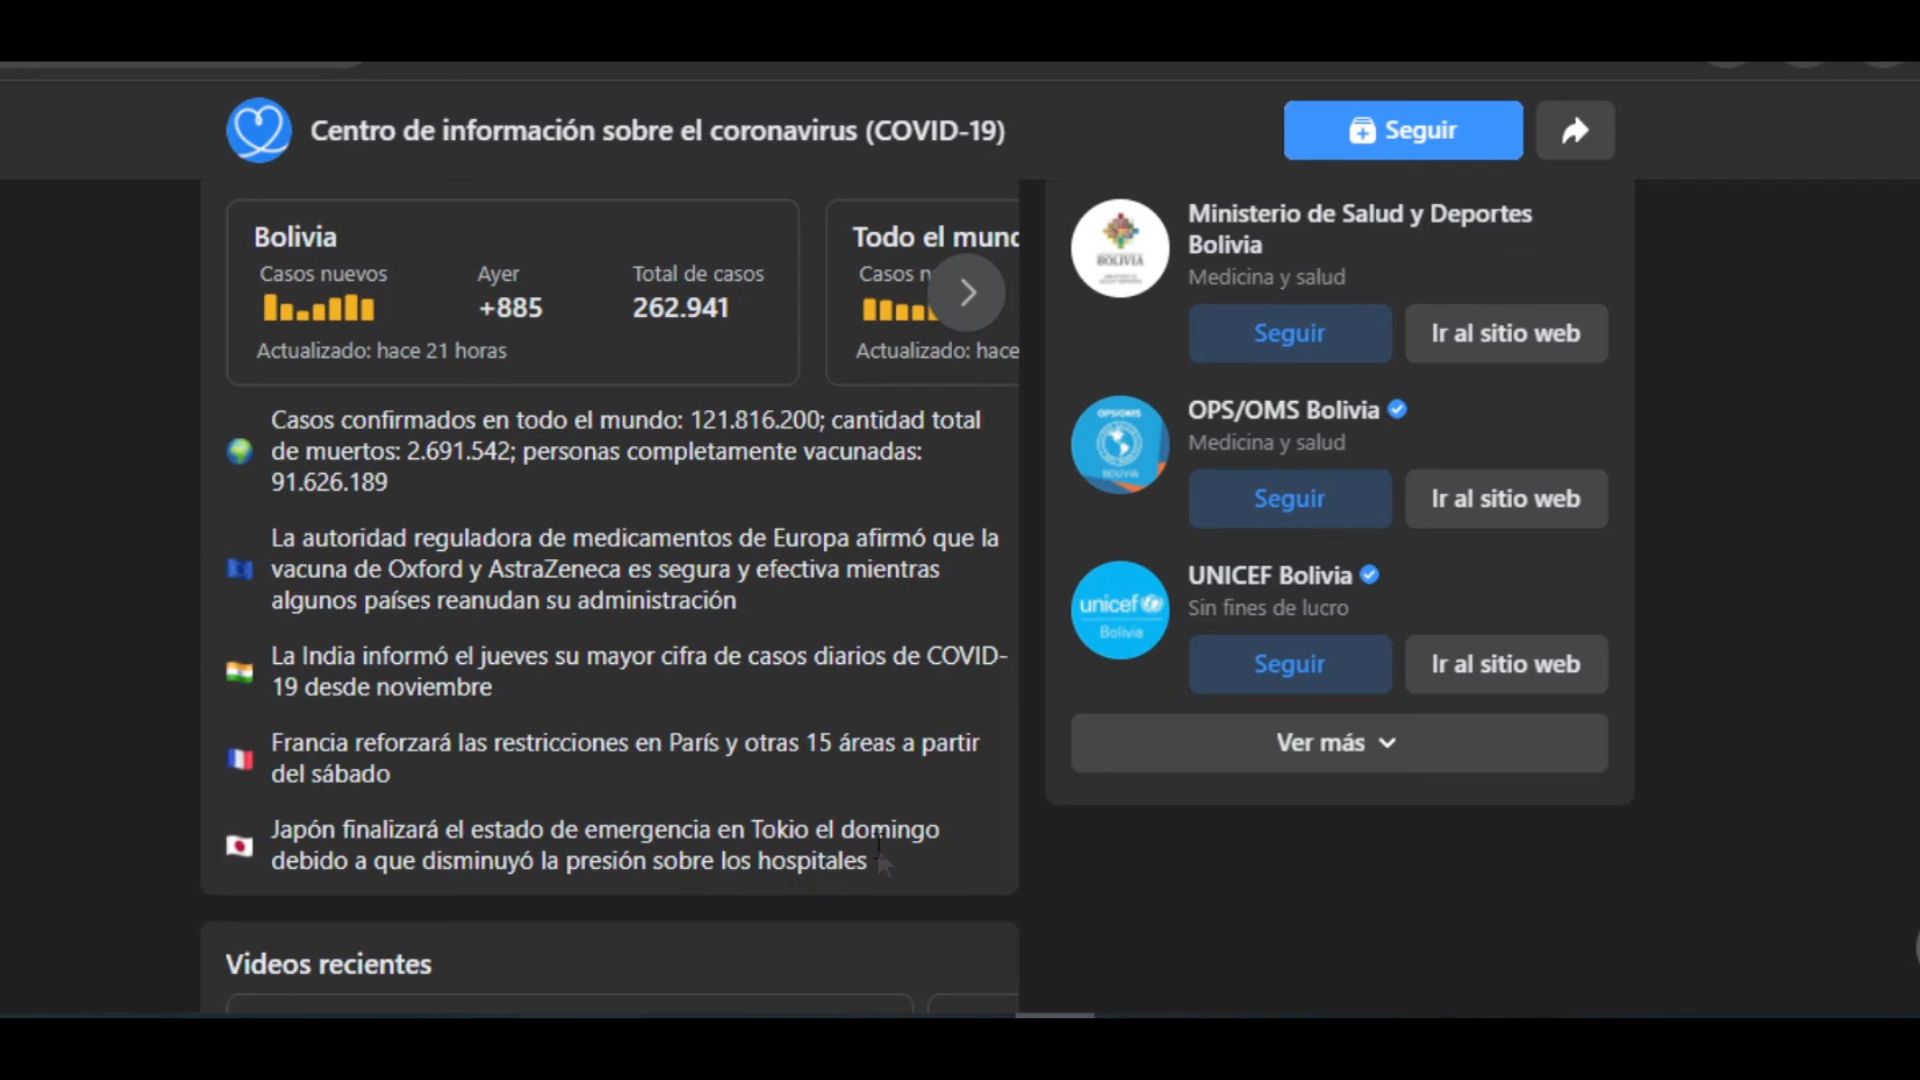 Centro de información sobre el coronavirus (COVID-19)
Seguir
Bolivia
Casos nuevos
Ayer
Total de casos
+885
262.941
Actualizado: hace 21 horas
Todo el mund
Casos n
Actualizado: hace
Casos confirmados en todo el mundo: 121.816.200; cantidad total
de muertos: 2.691.542; personas completamente vacunadas:
91.626.189
La autoridad reguladora de medicamentos de Europa afirmó que la
vacuna de Oxford y AstraZeneca es segura y efectiva mientras
algunos países reanudan su administración
La India informó el jueves su mayor cifra de casos diarios de COVID-
19 desde noviembre
Francia reforzará las restricciones en París y otras 15 áreas a partir
del sábado
Japón finalizará el estado de emergencia en Tokio el domingo
debido a que disminuyó la presión sobre los hospitales
Videos recientes
BOLIVIA
Ministerio de Salud y Deportes
Bolivia
Medicina y salud
Seguir
Ir al sitio web
OPS/OMS
BOLIVIA
OPS/OMS Bolivia
Medicina y salud
Seguir
Ir al sitio web
unicef
Bolivia
UNICEF Bolivia
Sin fines de lucro
Seguir
Ir al sitio web
Ver más